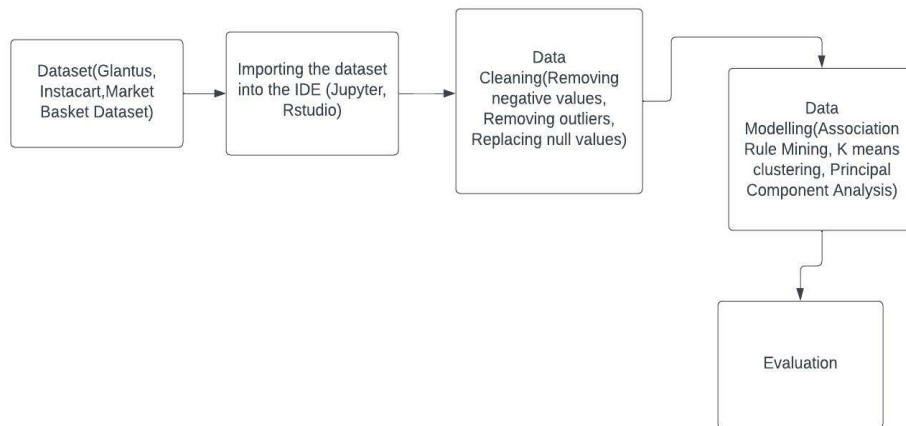 Dataset(Glantus,
Instacart,Market
Basket Dataset)
Importing the dataset
into the IDE (Jupyter,
Rstudio)
Data
Cleaning(Removing
negative values,
Removing outliers,
Replacing null values)
Data
Modelling(Association
Rule Mining, K means
clustering, Principal
Component Analysis)
Evaluation